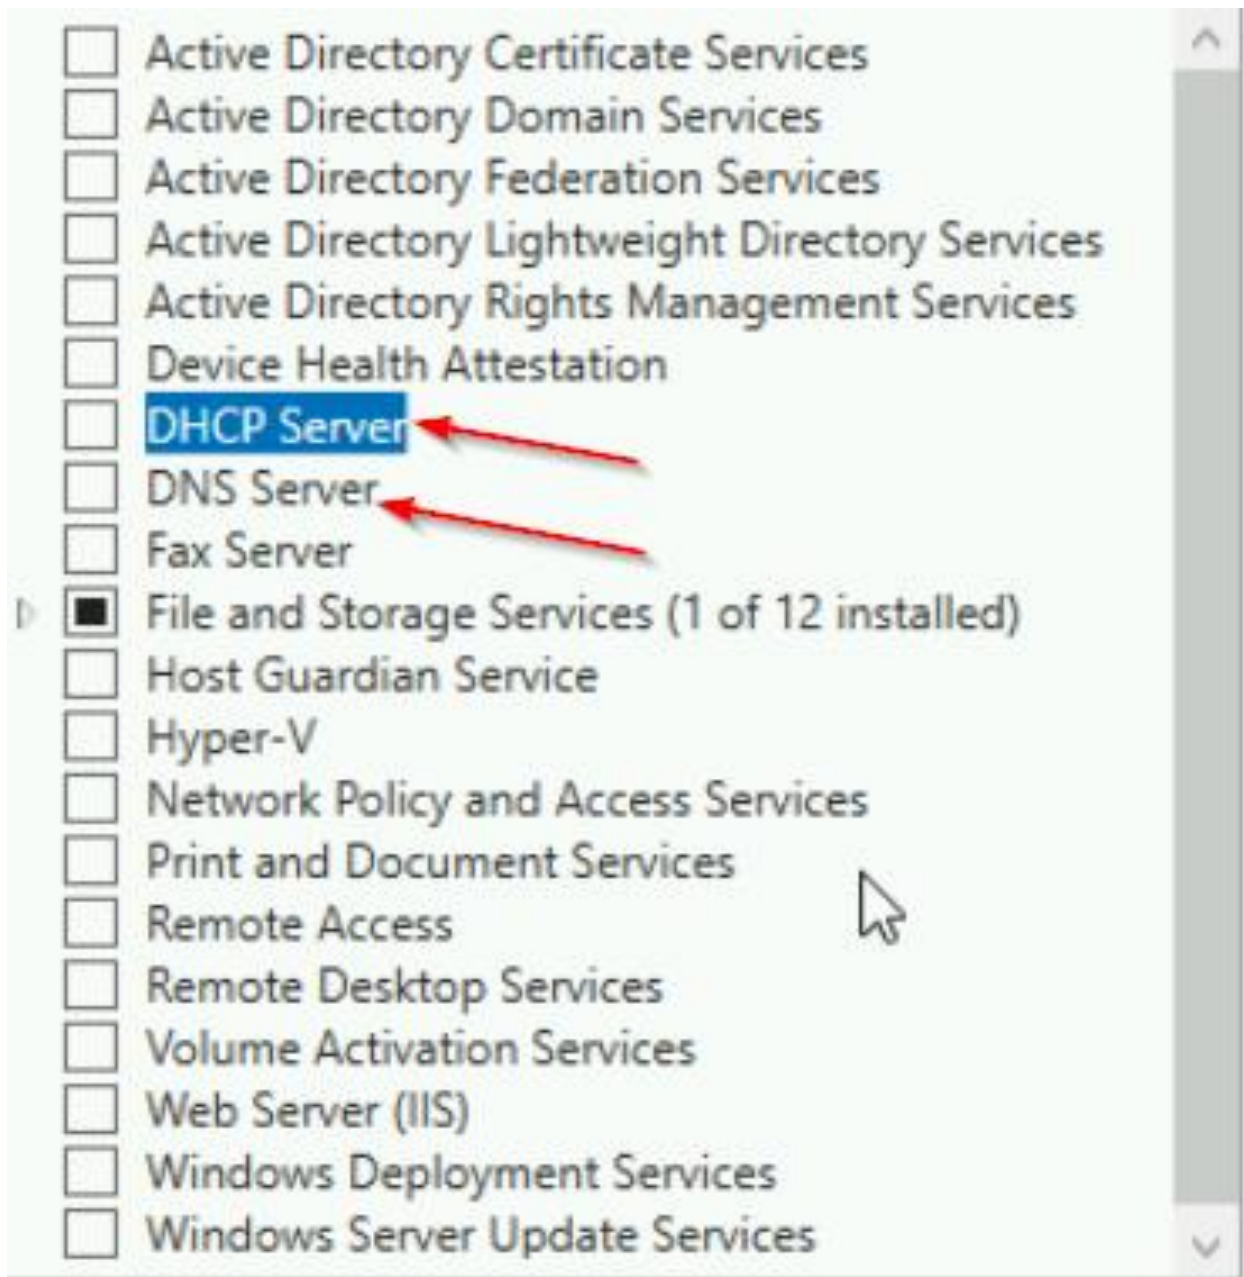 Active Directory Certificate Services
Active Directory Domain Services
Active Directory Federation Services
Active Directory Lightweight Directory Services
Active Directory Rights Management Services
Device Health Attestation
DHCP Server
DNS Server
Fax Server
File and Storage Services (1 of 12 installed)
Host Guardian Service
Hyper-V
Network Policy and Access Services
Print and Document Services
Remote Access
Remote Desktop Services
Volume Activation Services
Web Server (IIS)
Windows Deployment Services
Windows Server Update Services